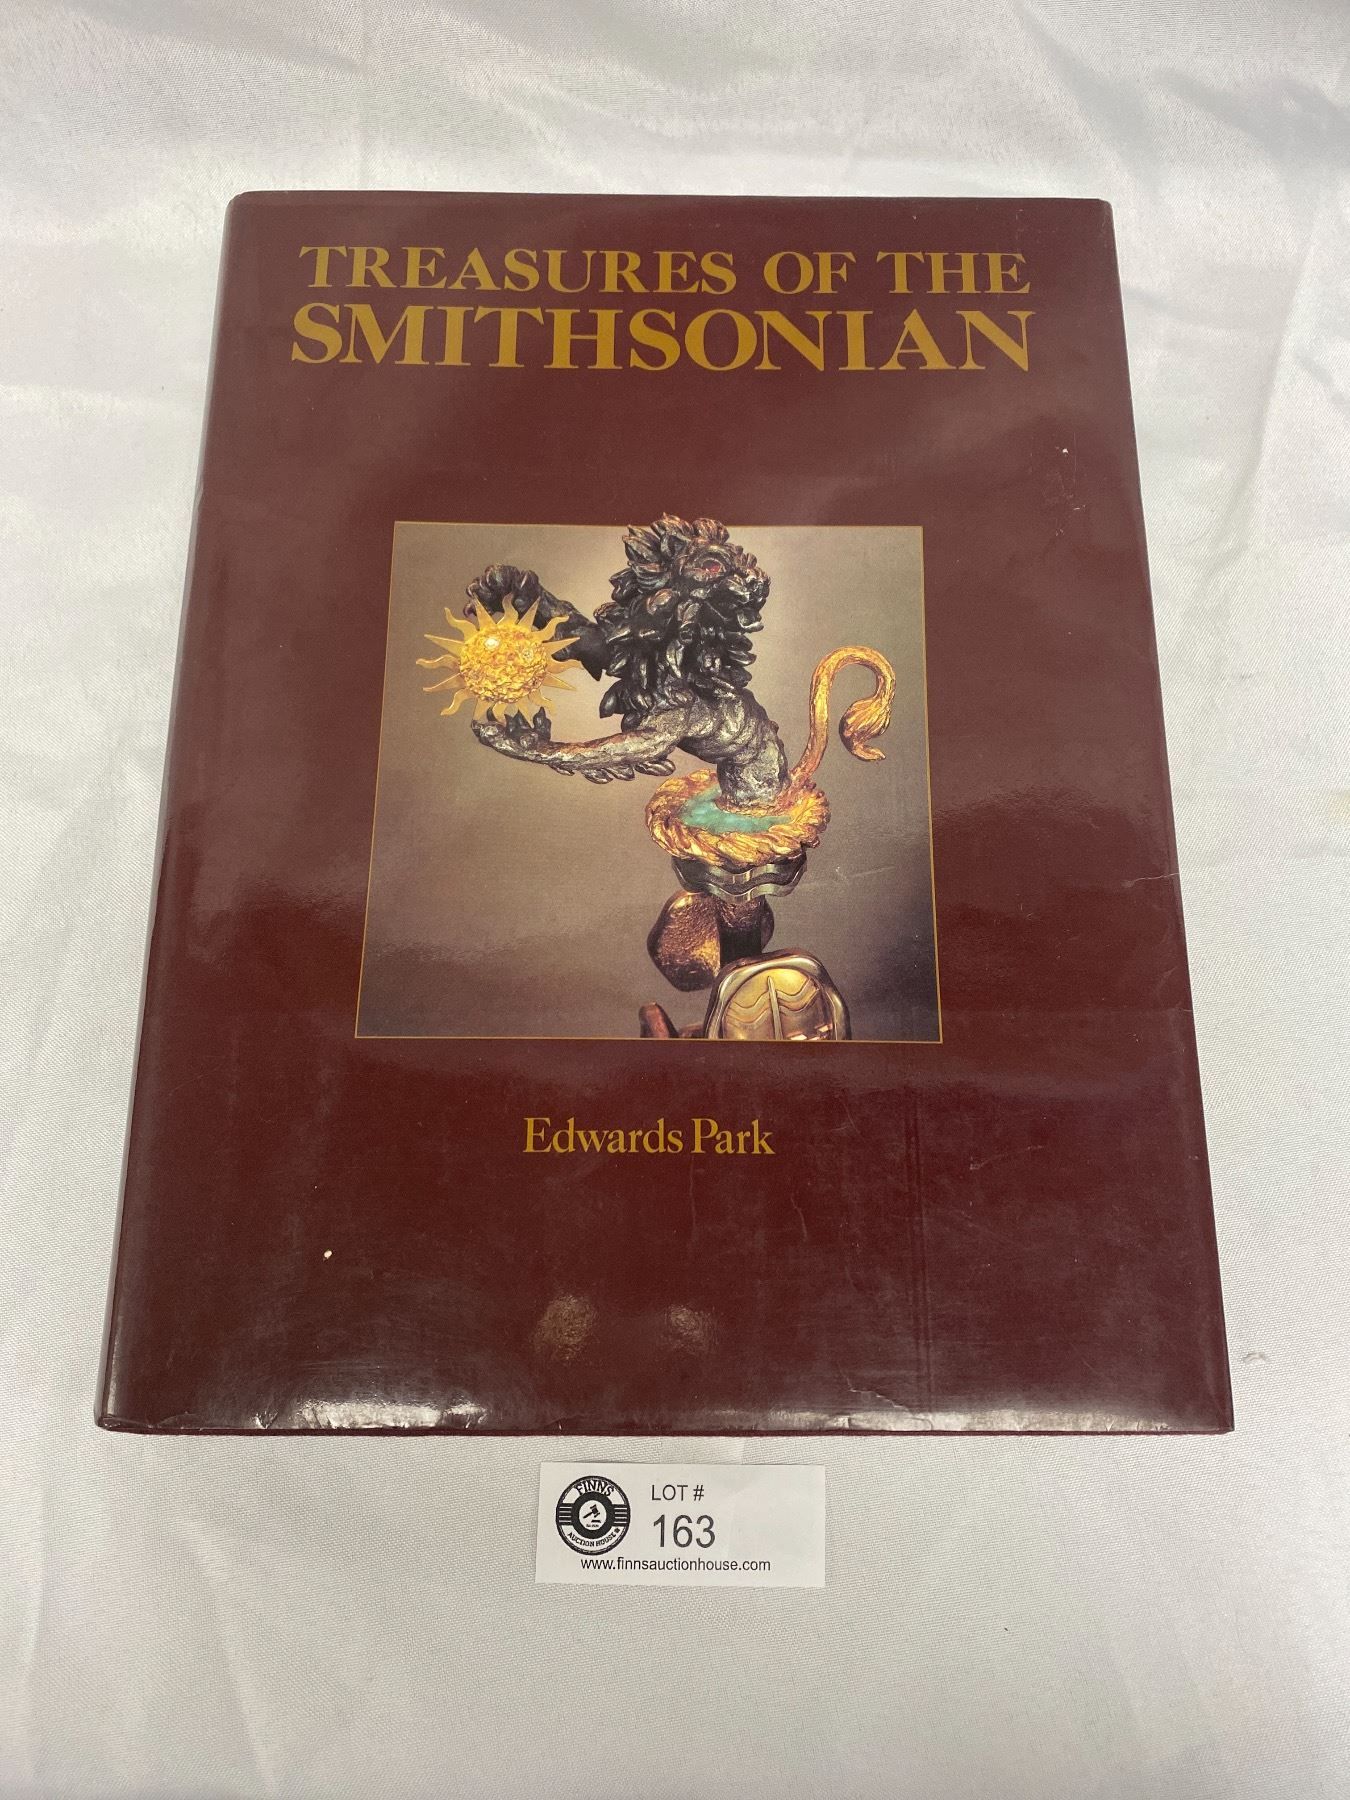 TREASURES OF THE
SMITHSONIAN
Edwards Park
FINNS
AUCTION HOUSE
LOT #
163
www.finnsauctionhouse.com